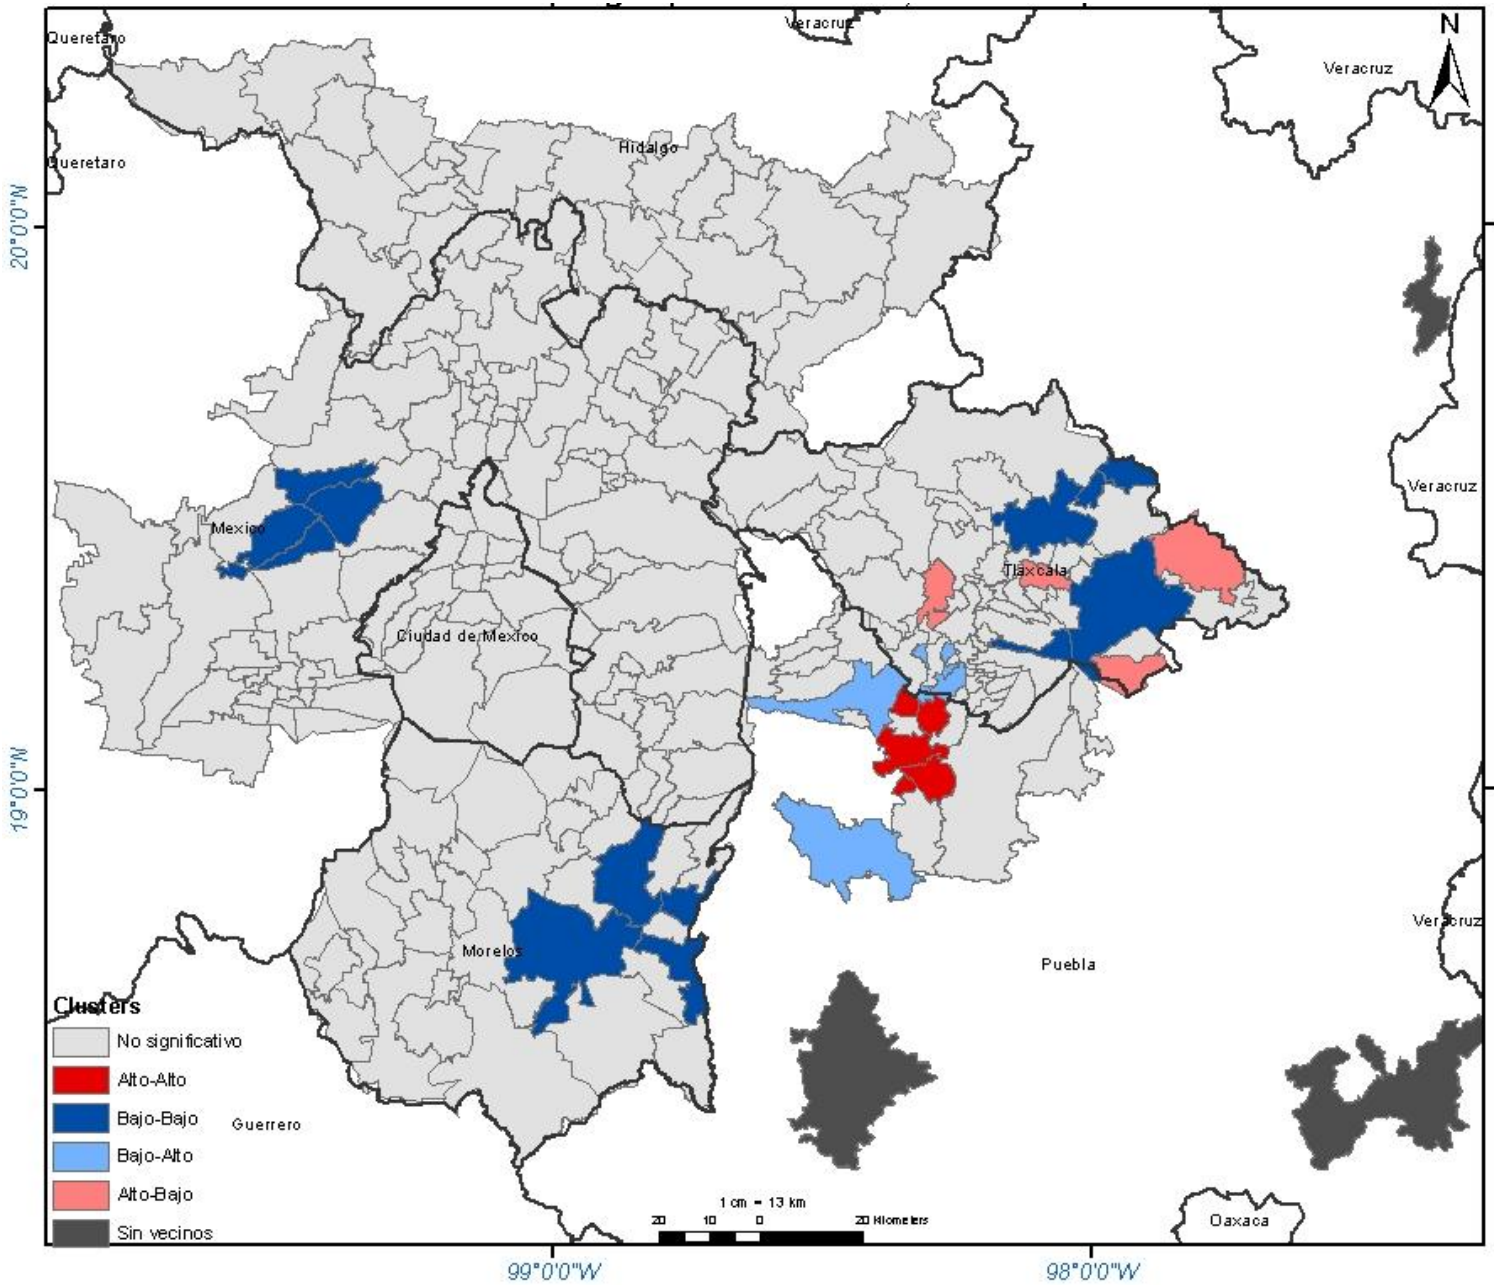 Veracruz
Queretaro
N
Veracruz
Queretaro
Hidalgo
20°0'0"N
Veracruz
Mexico
Tlaxcala
Ciudad de Mexico
19°0'0"N
Veracruz
Morelos
Puebla
Clusters
No significativo
Alto-Alto
Bajo-Bajo
Guerrero
Bajo-Alto
Alto-Bajo
1 cm = 13 km
20 10 0 20 Kilometers
Oaxaca
Sin vecinos
99°0'0"W 98°0'0"W